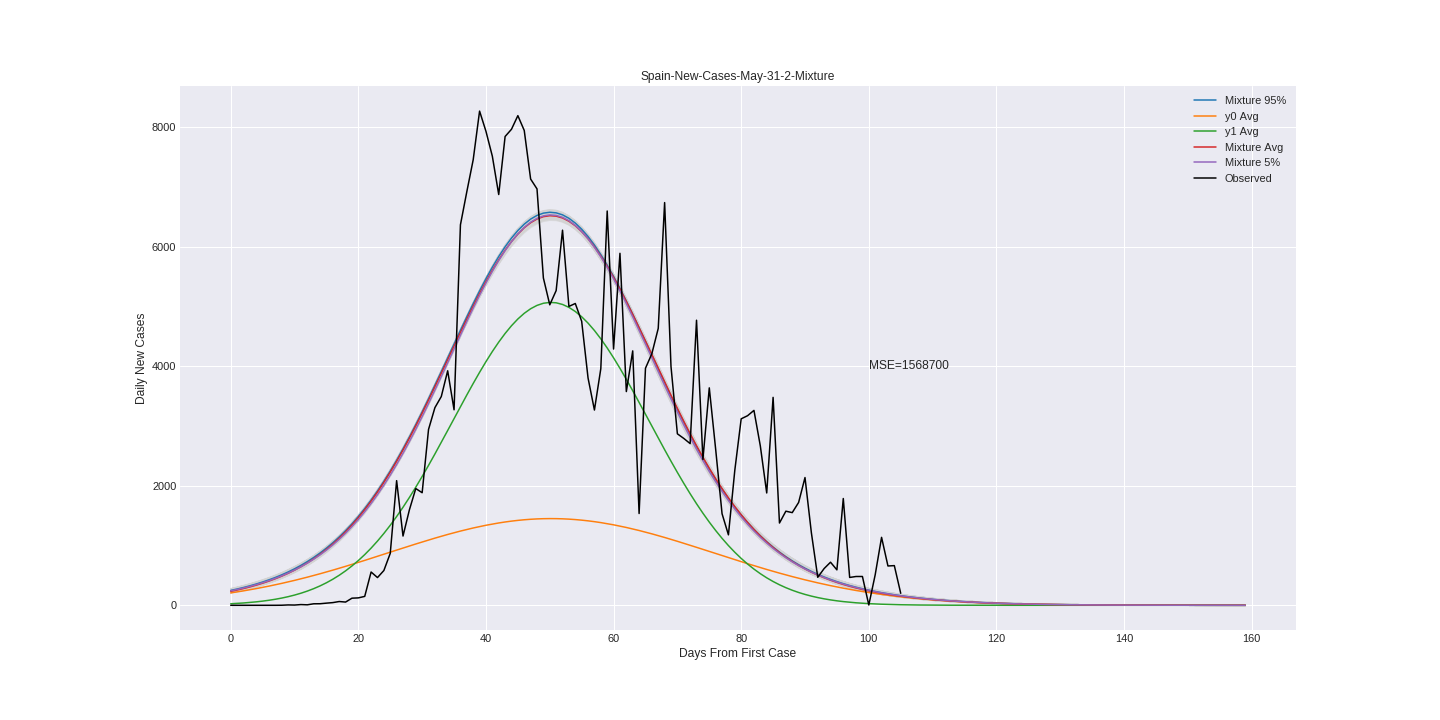 Spain-New-Cases-May-31-2-Mixture
Mixture 95%
y0 Avg
y1 Avg
Mixture Avg
Mixture 5%
Observed
Daily New Cases
8000
6000
4000
2000
0
MSE=1568700
0 20 40 60 80 100 120 140 160
Days From First Case